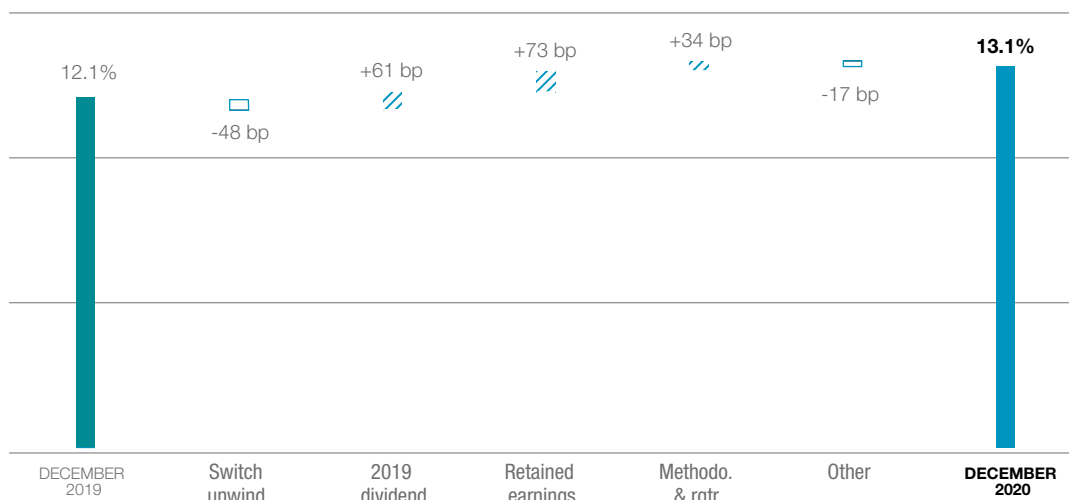 12.1%
-48 bp
+61 bp
+73 bp
+34 bp
-17 bp
13.1%
DECEMBER
2019
Switch
unwind
2019
dividend
Retained
earnings
Methodo.
& rgtr
Other
DECEMBER
2020